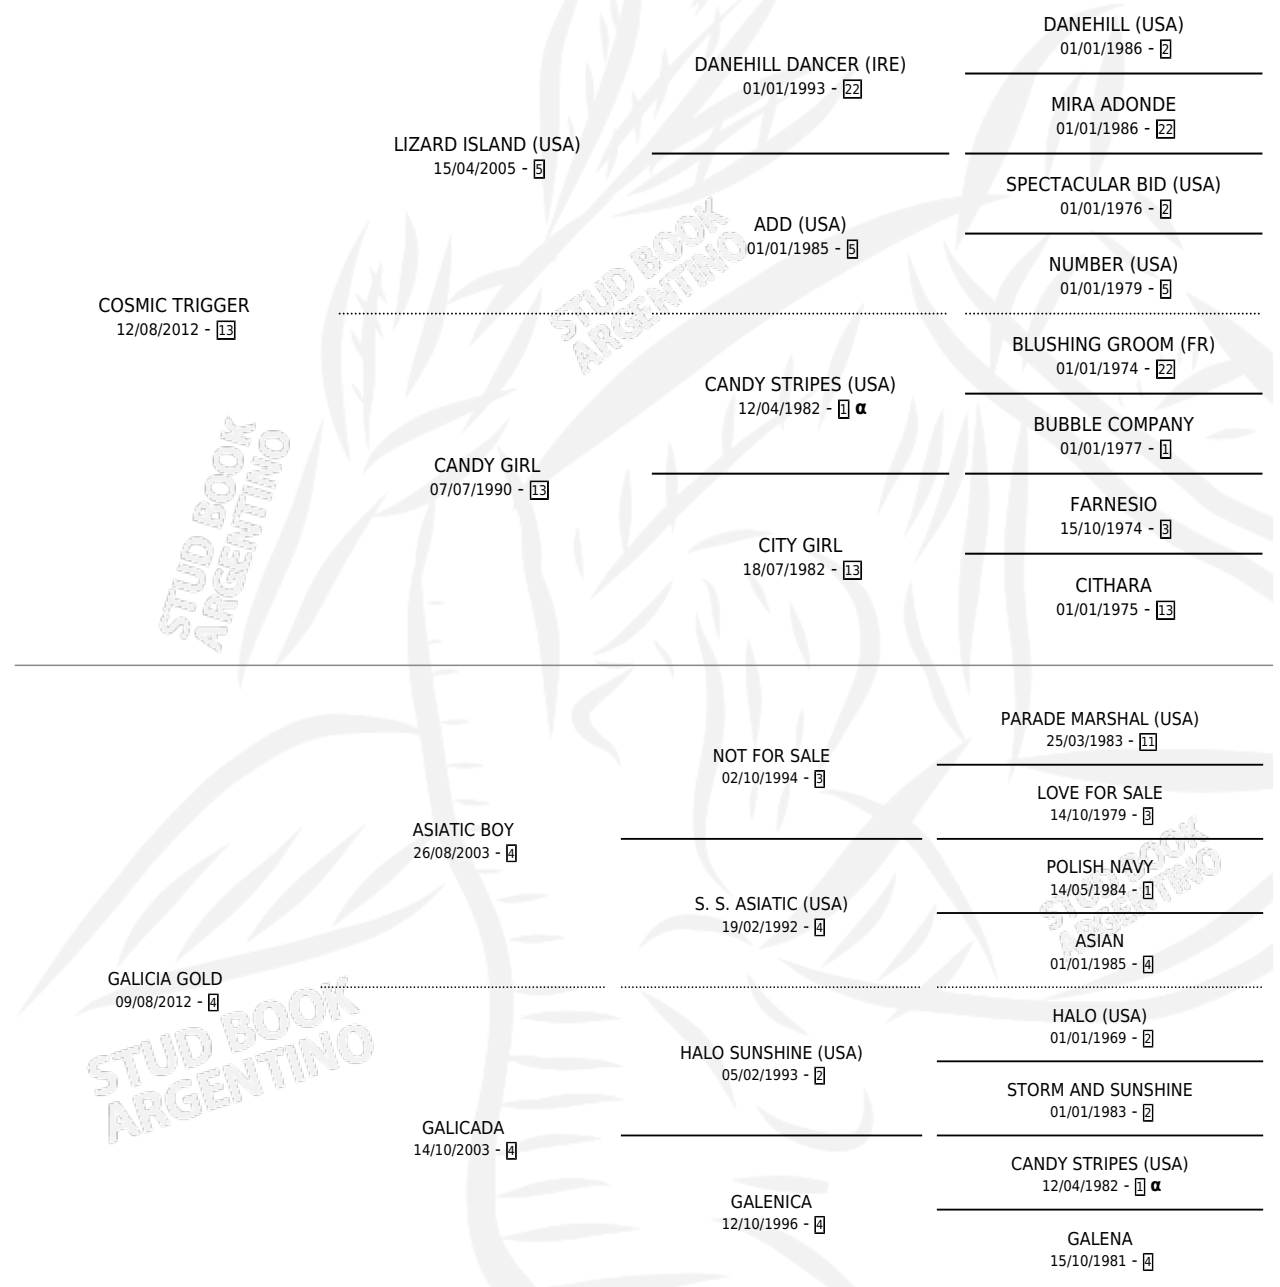 COSMIC TRIGGER
12/08/2012 - 13
LIZARD ISLAND (USA)
15/04/2005 - 5
DANEHILL DANCER (IRE)
01/01/1993 - 22
DANEHILL (USA)
01/01/1986 - 2
MIRA ADONDE
01/01/1986 - 22
ADD (USA)
01/01/1985 - 5
SPECTACULAR BID (USA)
01/01/1976 - 2
NUMBER (USA)
01/01/1979 - 5
CANDY GIRL
07/07/1990 - 13
CANDY STRIPES (USA)
12/04/1982 - 1 α
BLUSHING GROOM (FR)
01/01/1974 - 22
BUBBLE COMPANY
01/01/1977 - 1
CITY GIRL
18/07/1982 - 13
FARNESIO
15/10/1974 - 3
CITHARA
01/01/1975 - 13
GALICIA GOLD
09/08/2012 - 4
ASIATIC BOY
26/08/2003 - 4
NOT FOR SALE
02/10/1994 - 3
PARADE MARSHAL (USA)
25/03/1983 - 11
LOVE FOR SALE
14/10/1979 - 3
S. S. ASIATIC (USA)
19/02/1992 - 4
POLISH NAVY
14/05/1984 - 1
ASIAN
01/01/1985 - 4
GALICADA
14/10/2003 - 4
HALO SUNSHINE (USA)
05/02/1993 - 2
HALO (USA)
01/01/1969 - 2
STORM AND SUNSHINE
01/01/1983 - 2
GALENICA
12/10/1996 - 4
CANDY STRIPES (USA)
12/04/1982 - 1 α
GALENA
15/10/1981 - 4
STUD BOOK
ARGENTINO
STUD BOOK
ARGENTINO
STUD BOOK
ARGENTINO
STUD BOOK
ARGENTINO